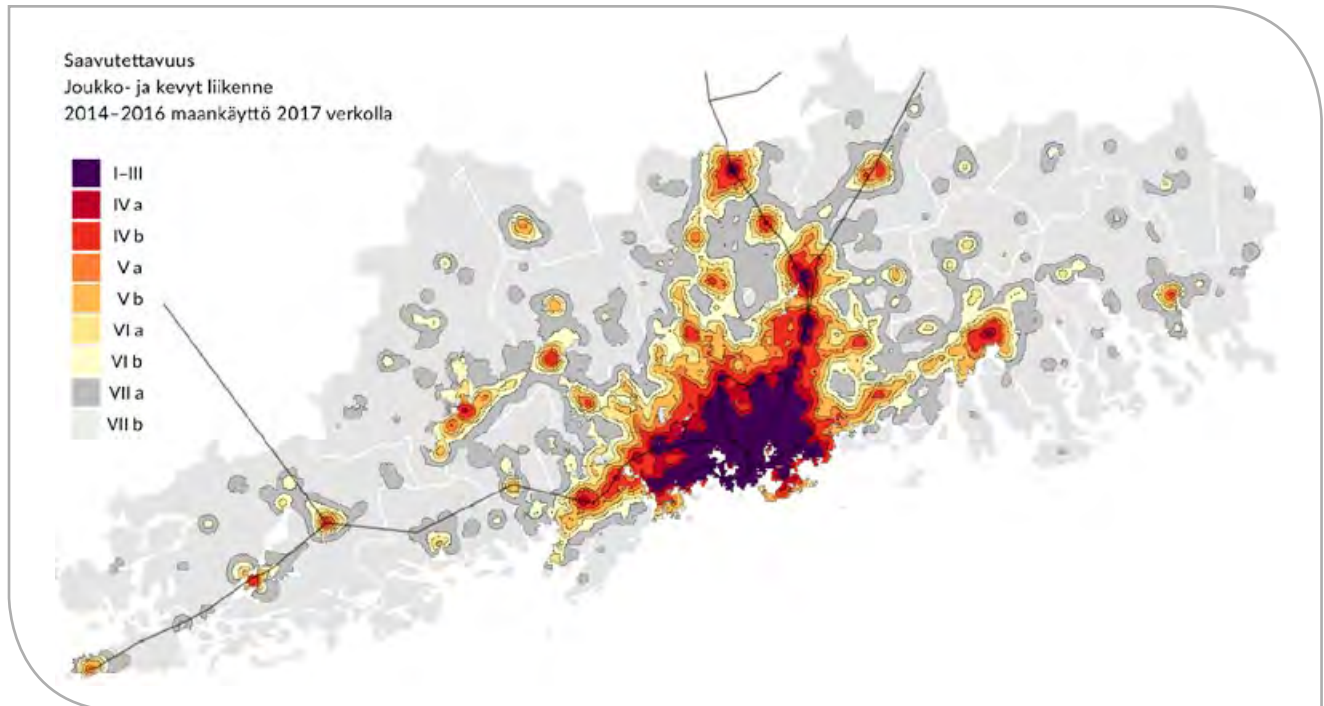 Saavutettavuus
Joukko- ja kevyt liikenne
2014–2016 maankäyttö 2017 verkolla
I–III
IV a
IV b
V a
V b
VI a
VI b
VII a
VII b